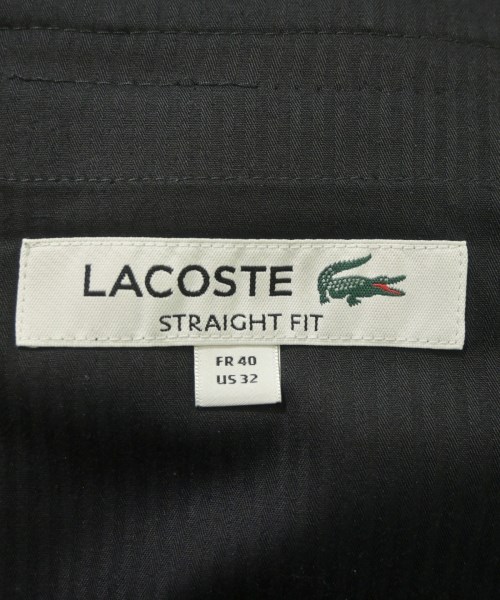 LACOSTE
STRAIGHT FIT
FR 40
US 32